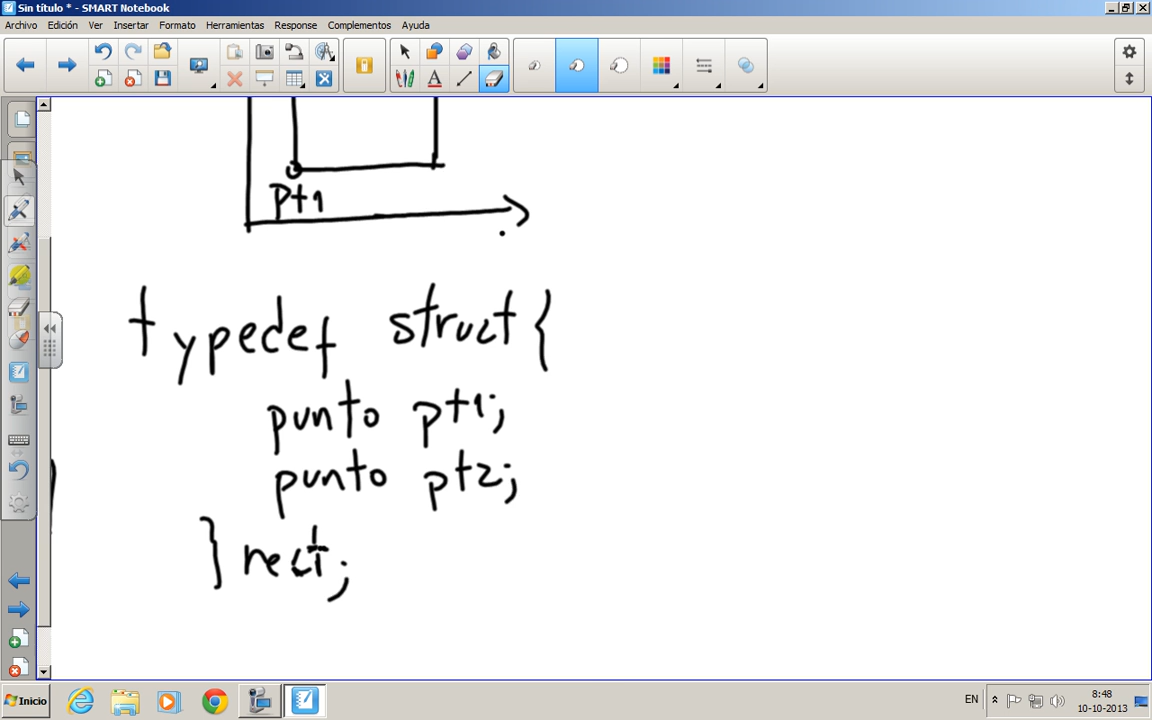 Sin título * - SMART Notebook
Archivo Edición Ver Insertar Formato Herramientas Response Complementos Ayuda
A
Pt1
typedef struct{
punto pt1;
punto pt2;
} rect;
Inicio
EN
8:48
10-10-2013